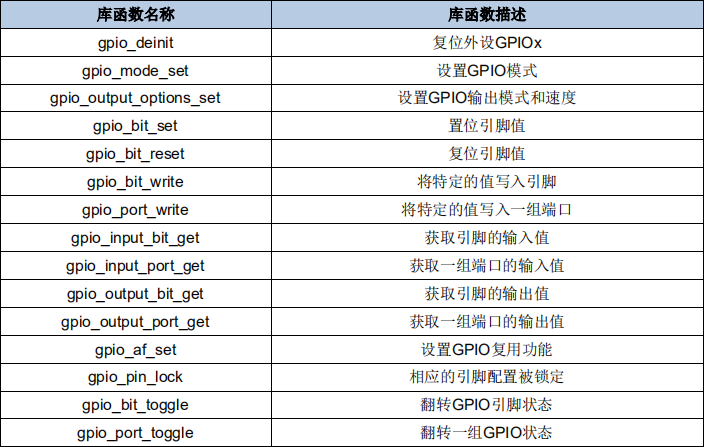 库函数名称 库函数描述
gpio_deinit 复位外设GPIOx
gpio_mode_set 设置GPIO模式
gpio_output_options_set 设置GPIO输出模式和速度
gpio_bit_set 置位引脚值
gpio_bit_reset 复位引脚值
gpio_bit_write 将特定的值写入引脚
gpio_port_write 将特定的值写入一组端口
gpio_input_bit_get 获取引脚的输入值
gpio_input_port_get 获取一组端口的输入值
gpio_output_bit_get 获取引脚的输出值
gpio_output_port_get 获取一组端口的输出值
gpio_af_set 设置GPIO复用功能
gpio_pin_lock 相应的引脚配置被锁定
gpio_bit_toggle 翻转GPIO引脚状态
gpio_port_toggle 翻转一组GPIO状态